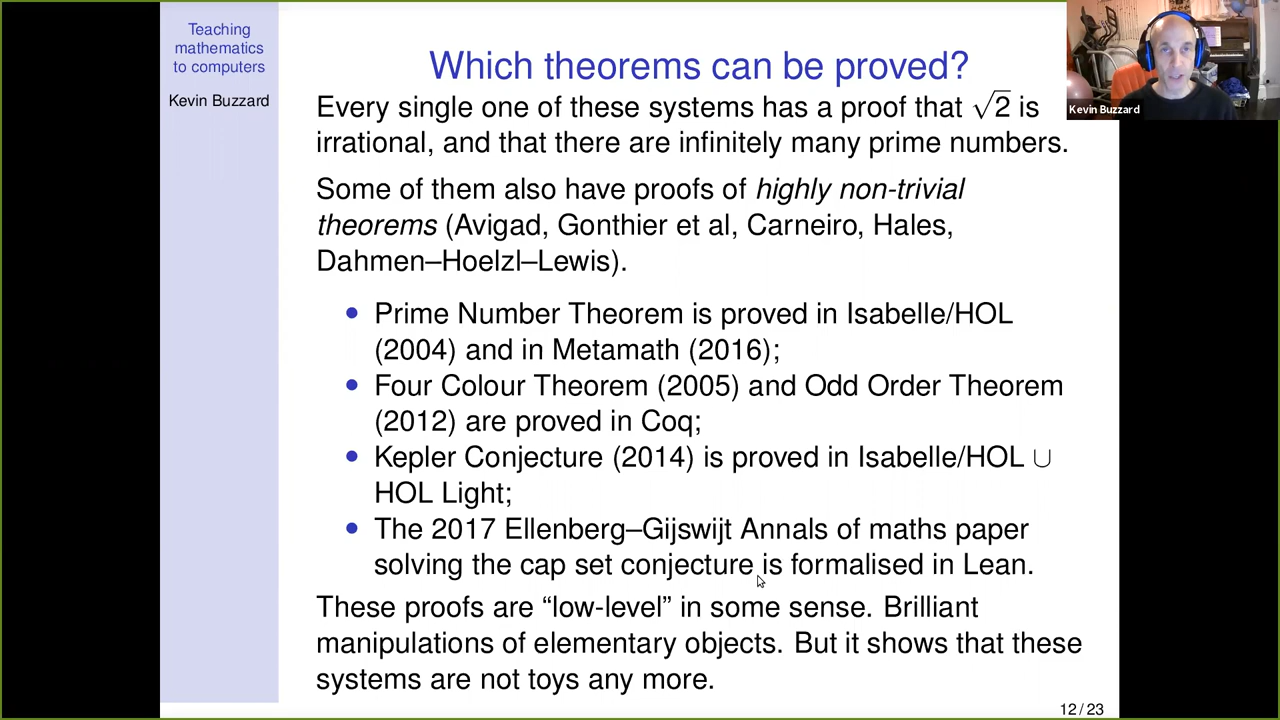 Teaching
mathematics
to computers
Kevin Buzzard
Which theorems can be proved?
Every single one of these systems has a proof that √2 is
irrational, and that there are infinitely many prime numbers.
Some of them also have proofs of highly non-trivial
theorems (Avigad, Gonthier et al, Carneiro, Hales,
Dahmen–Hoelzl–Lewis).
• Prime Number Theorem is proved in Isabelle/HOL
(2004) and in Metamath (2016);
• Four Colour Theorem (2005) and Odd Order Theorem
(2012) are proved in Coq;
• Kepler Conjecture (2014) is proved in Isabelle/HOL ∪
HOL Light;
• The 2017 Ellenberg–Gijswijt Annals of maths paper
solving the cap set conjecture is formalised in Lean.
These proofs are “low-level” in some sense. Brilliant
manipulations of elementary objects. But it shows that these
systems are not toys any more.
12 / 23
Kevin Buzzard